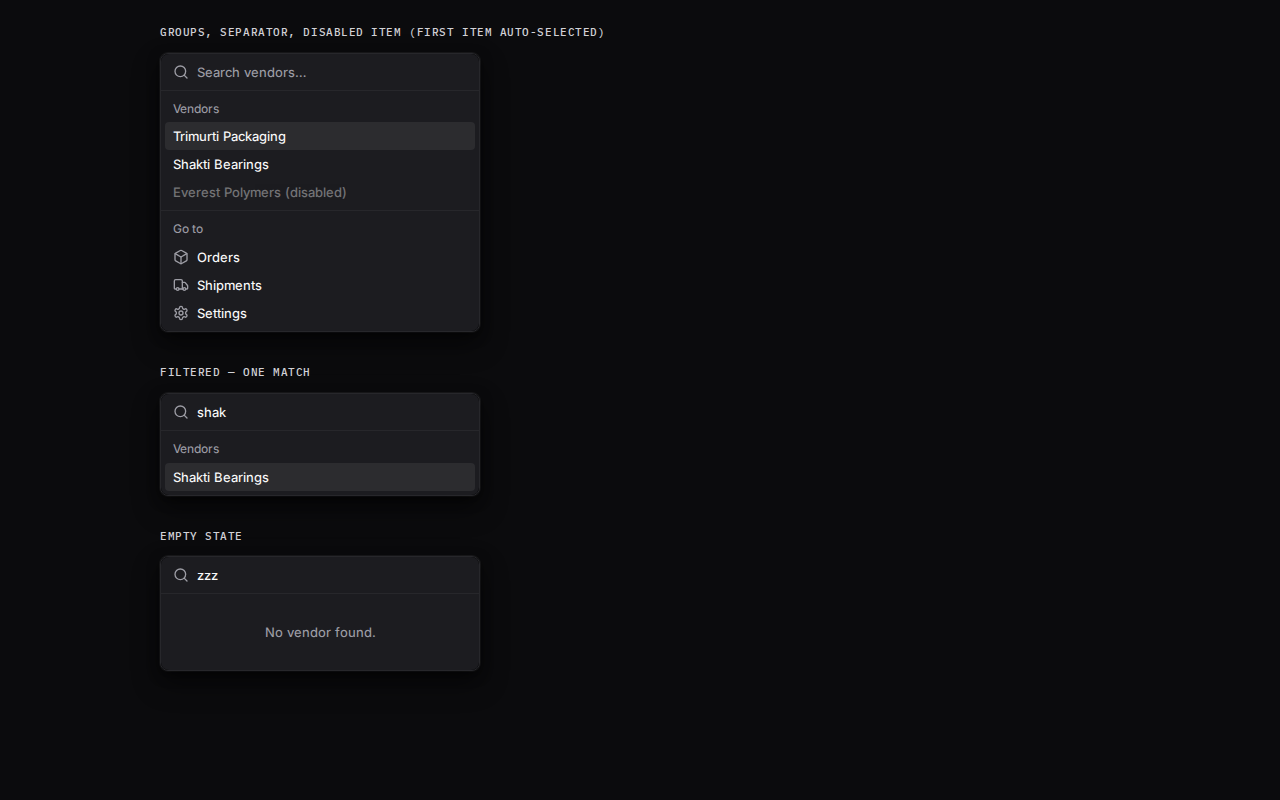 GROUPS, SEPARATOR, DISABLED ITEM (FIRST ITEM AUTO-SELECTED)
Search vendors...
Vendors
Trimurti Packaging
Shakti Bearings
Everest Polymers (disabled)
Go to
Orders
Shipments
Settings
FILTERED — ONE MATCH
shak
Vendors
Shakti Bearings
EMPTY STATE
zzz
No vendor found.